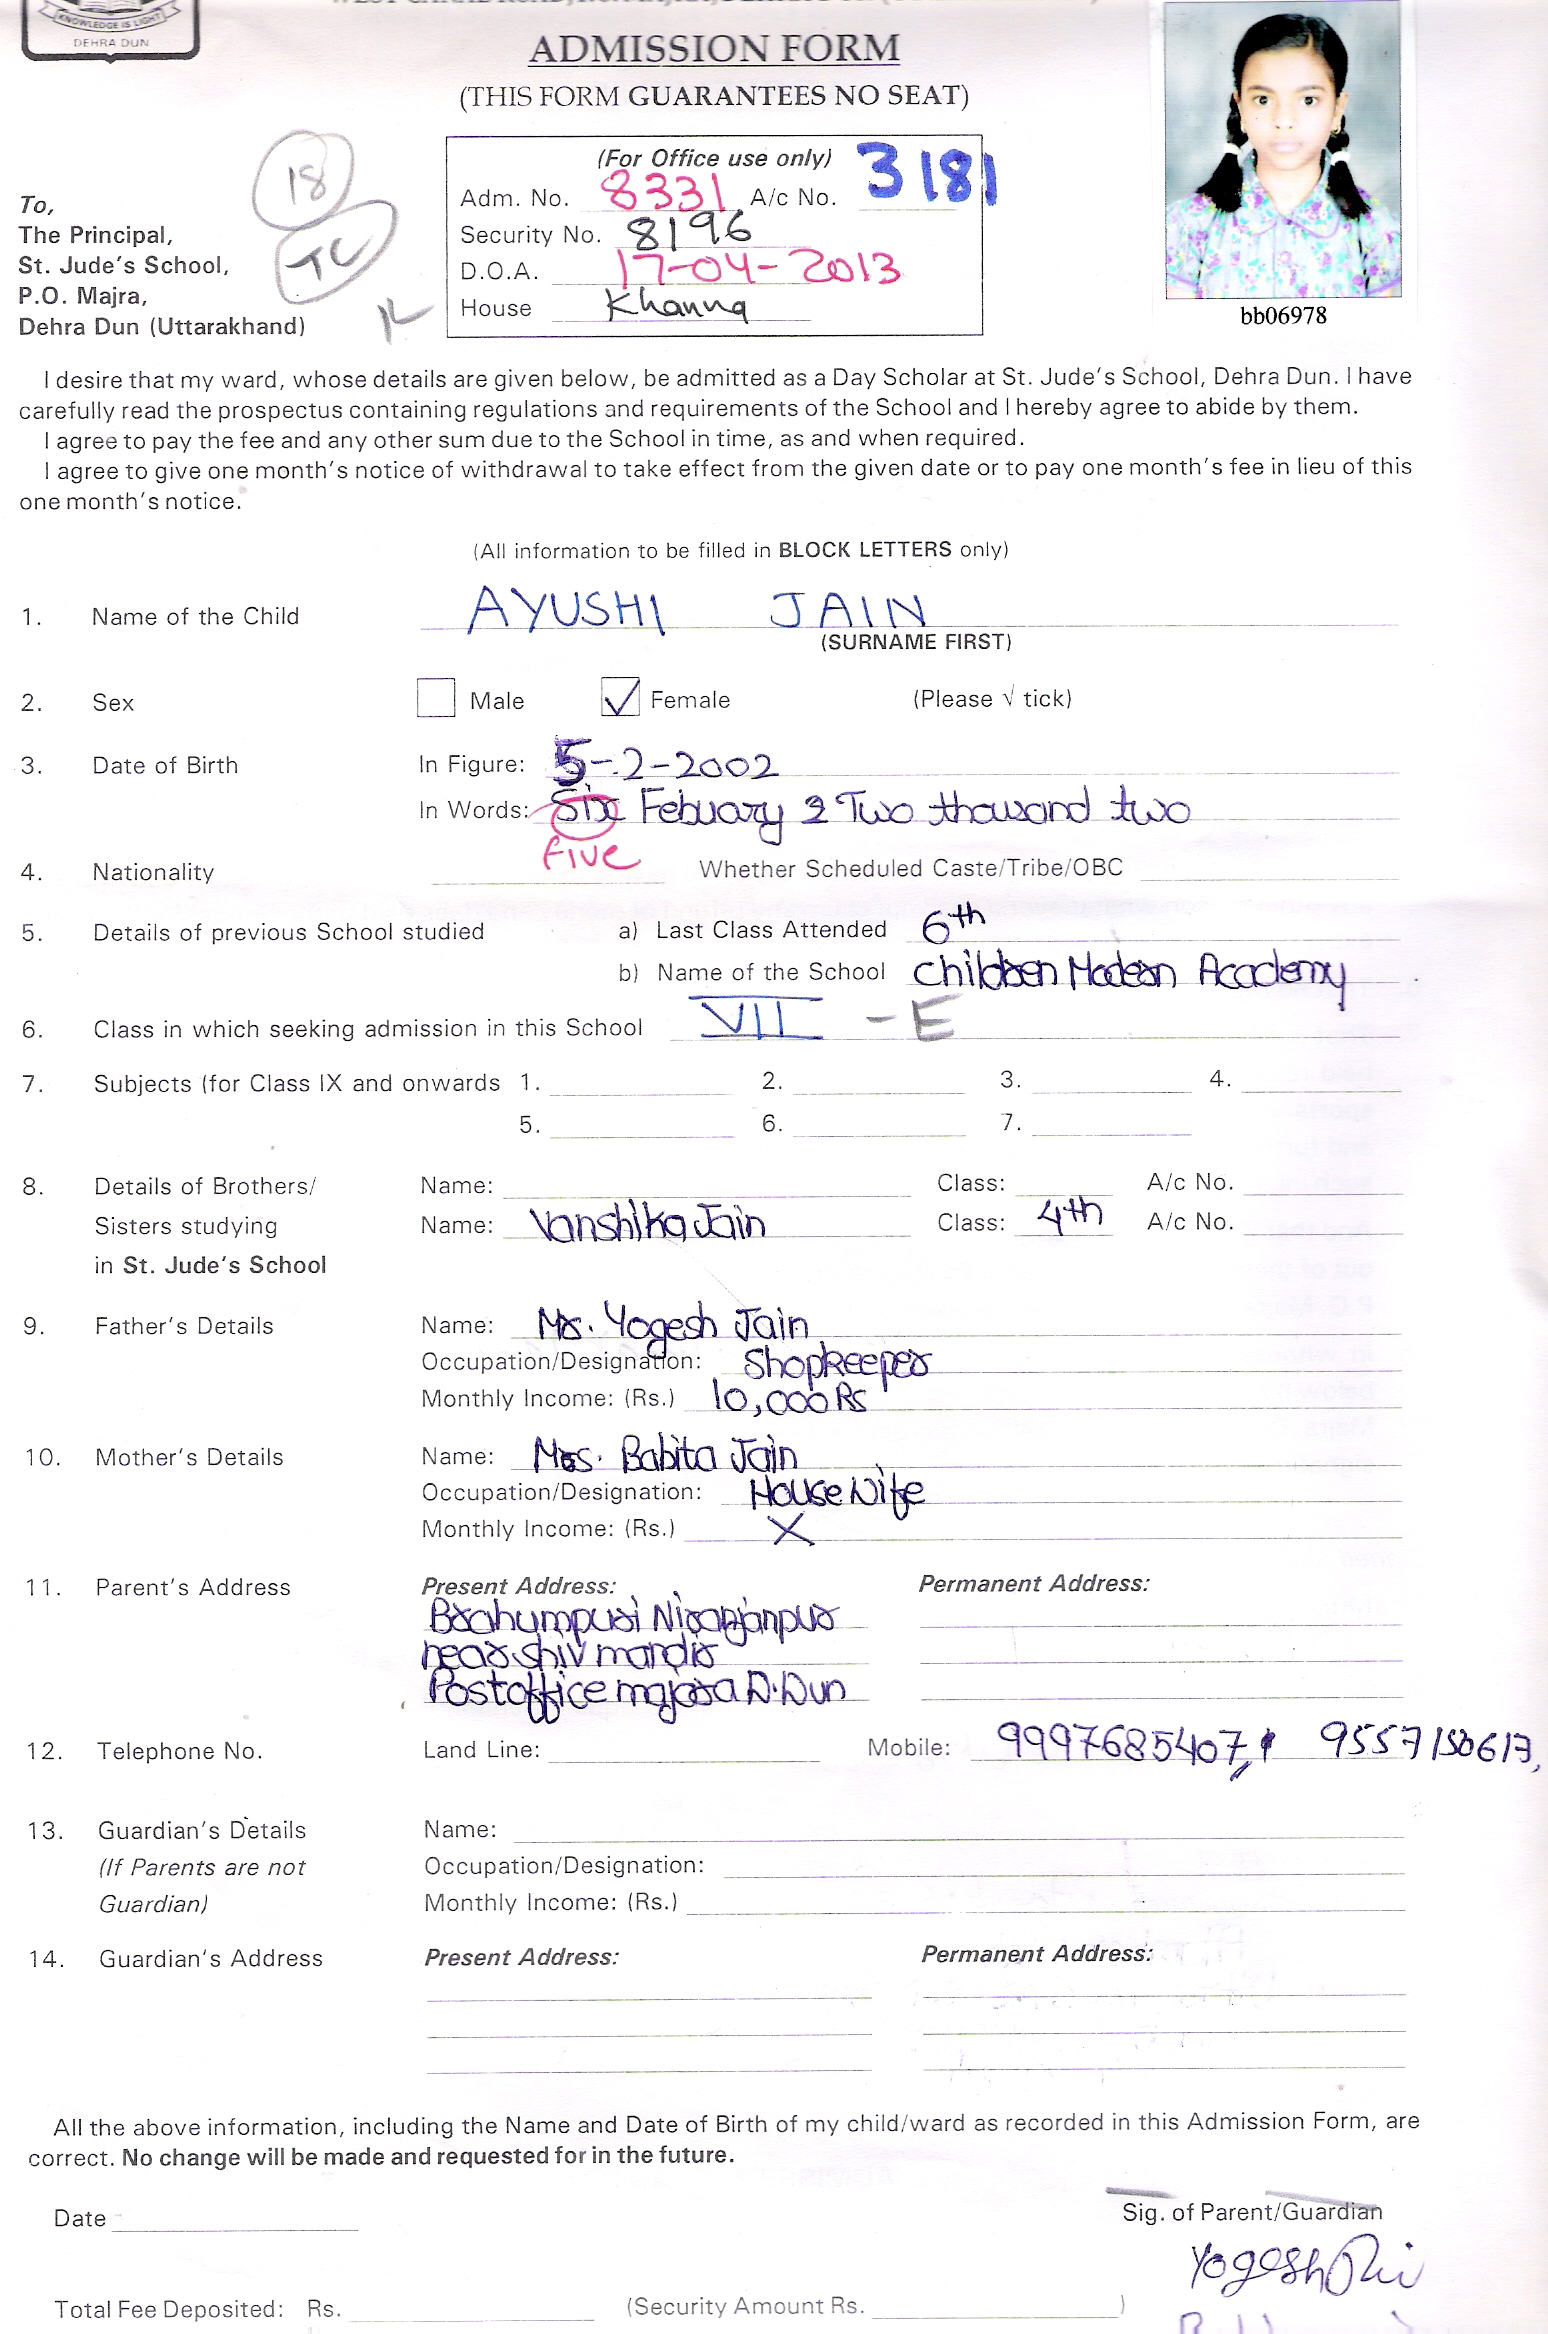 KNOWLEDGE IS LIGHT
DEHRA DUN
ADMISSION FORM
(THIS FORM GUARANTEES NO SEAT)
18
TC
To,
The Principal,
St. Jude's School,
P.O. Majra,
Dehra Dun (Uttarakhand)
(For Office use only)
Adm. No. 8331 A/c No. 3181
Security No. 8196
D.O.A. 17-04-2013
House Khanna
bb06978
I desire that my ward, whose details are given below, be admitted as a Day Scholar at St. Jude's School, Dehra Dun. I have
carefully read the prospectus containing regulations and requirements of the School and I hereby agree to abide by them.
I agree to pay the fee and any other sum due to the School in time, as and when required.
I agree to give one month's notice of withdrawal to take effect from the given date or to pay one month's fee in lieu of this
one month's notice.
(All information to be filled in BLOCK LETTERS only)
1. Name of the Child AYUSHI JAIN
(SURNAME FIRST)
2. Sex Male ✓ Female (Please √ tick)
3. Date of Birth In Figure: 5-2-2002
In Words: Six Febuary 2 Two thousand two
five
4. Nationality Whether Scheduled Caste/Tribe/OBC
5. Details of previous School studied a) Last Class Attended 6th
b) Name of the School Children Modern Academy
6. Class in which seeking admission in this School VII - E
7. Subjects (for Class IX and onwards 1. 2. 3. 4.
5. 6. 7.
8. Details of Brothers/ Name: Class: A/c No.
Sisters studying Name: Vanshika Jain Class: 4th A/c No.
in St. Jude's School
9. Father's Details Name: Mr. Yogesh Jain
Occupation/Designation: Shopkeeper
Monthly Income: (Rs.) 10,000 Rs
10. Mother's Details Name: Mrs. Babita Jain
Occupation/Designation: House Wife
Monthly Income: (Rs.) X
11. Parent's Address Present Address: Permanent Address:
Brahumpuri Niranjanpur
near shiv mandir
Post office majra D.Dun
12. Telephone No. Land Line: Mobile: 9997685407,
13. Guardian's Details Name:
(If Parents are not Occupation/Designation:
Guardian) Monthly Income: (Rs.)
14. Guardian's Address Present Address: Permanent Address:
All the above information, including the Name and Date of Birth of my child/ward as recorded in this Admission Form, are
correct. No change will be made and requested for in the future.
Date Sig. of Parent/Guardian
Yogesh
Total Fee Deposited: Rs. (Security Amount Rs. )